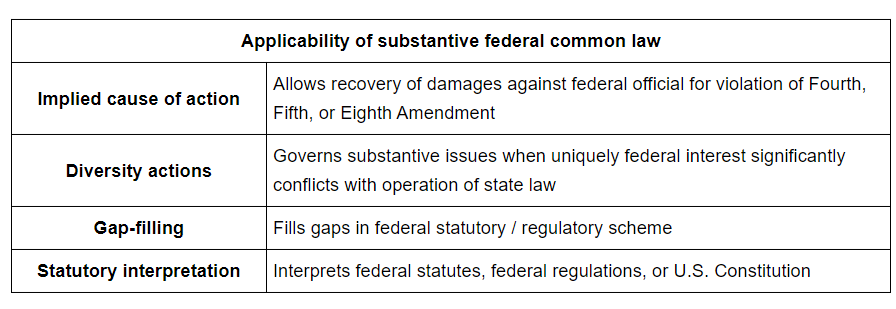 Applicability of substantive federal common law
Implied cause of action
Allows recovery of damages against federal official for violation of Fourth,
Fifth, or Eighth Amendment
Diversity actions
Governs substantive issues when uniquely federal interest significantly
conflicts with operation of state law
Gap-filling
Fills gaps in federal statutory / regulatory scheme
Statutory interpretation
Interprets federal statutes, federal regulations, or U.S. Constitution